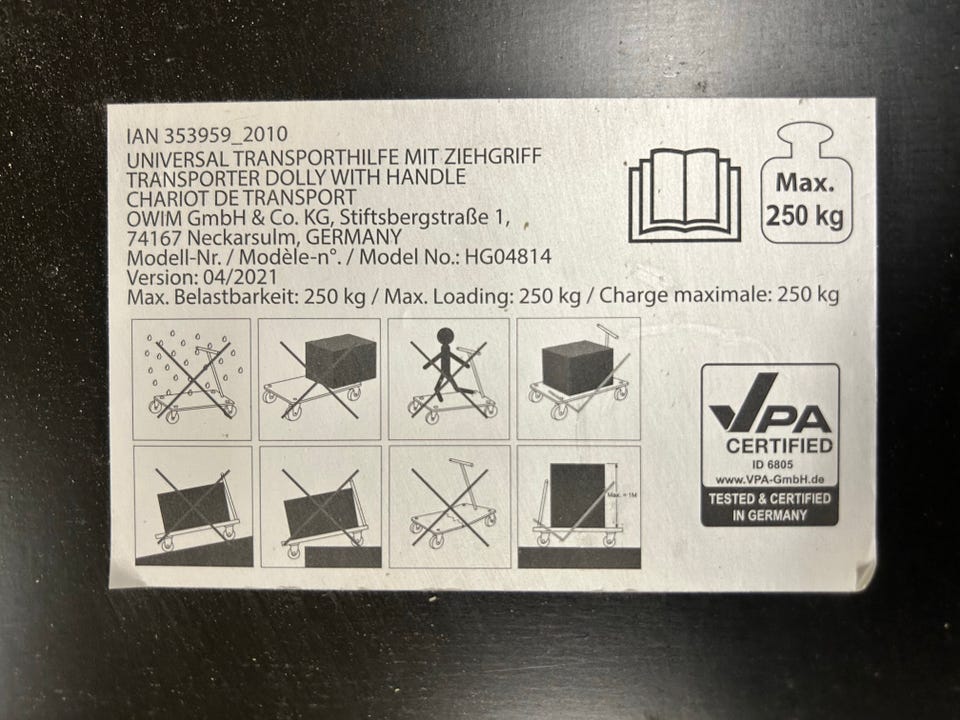 IAN 353959_2010
UNIVERSAL TRANSPORTHILFE MIT ZIEHGRIFF
TRANSPORTER DOLLY WITH HANDLE
CHARIOT DE TRANSPORT
OWIM GmbH & Co. KG, Stiftsbergstraße 1,
74167 Neckarsulm, GERMANY
Modell-Nr. / Modèle-n°. / Model No.: HG04814
Version: 04/2021
Max. Belastbarkeit: 250 kg / Max. Loading: 250 kg / Charge maximale: 250 kg
Max.
250 kg
Max. = 1M
VPA
CERTIFIED
ID 6805
www.VPA-GmbH.de
TESTED & CERTIFIED
IN GERMANY